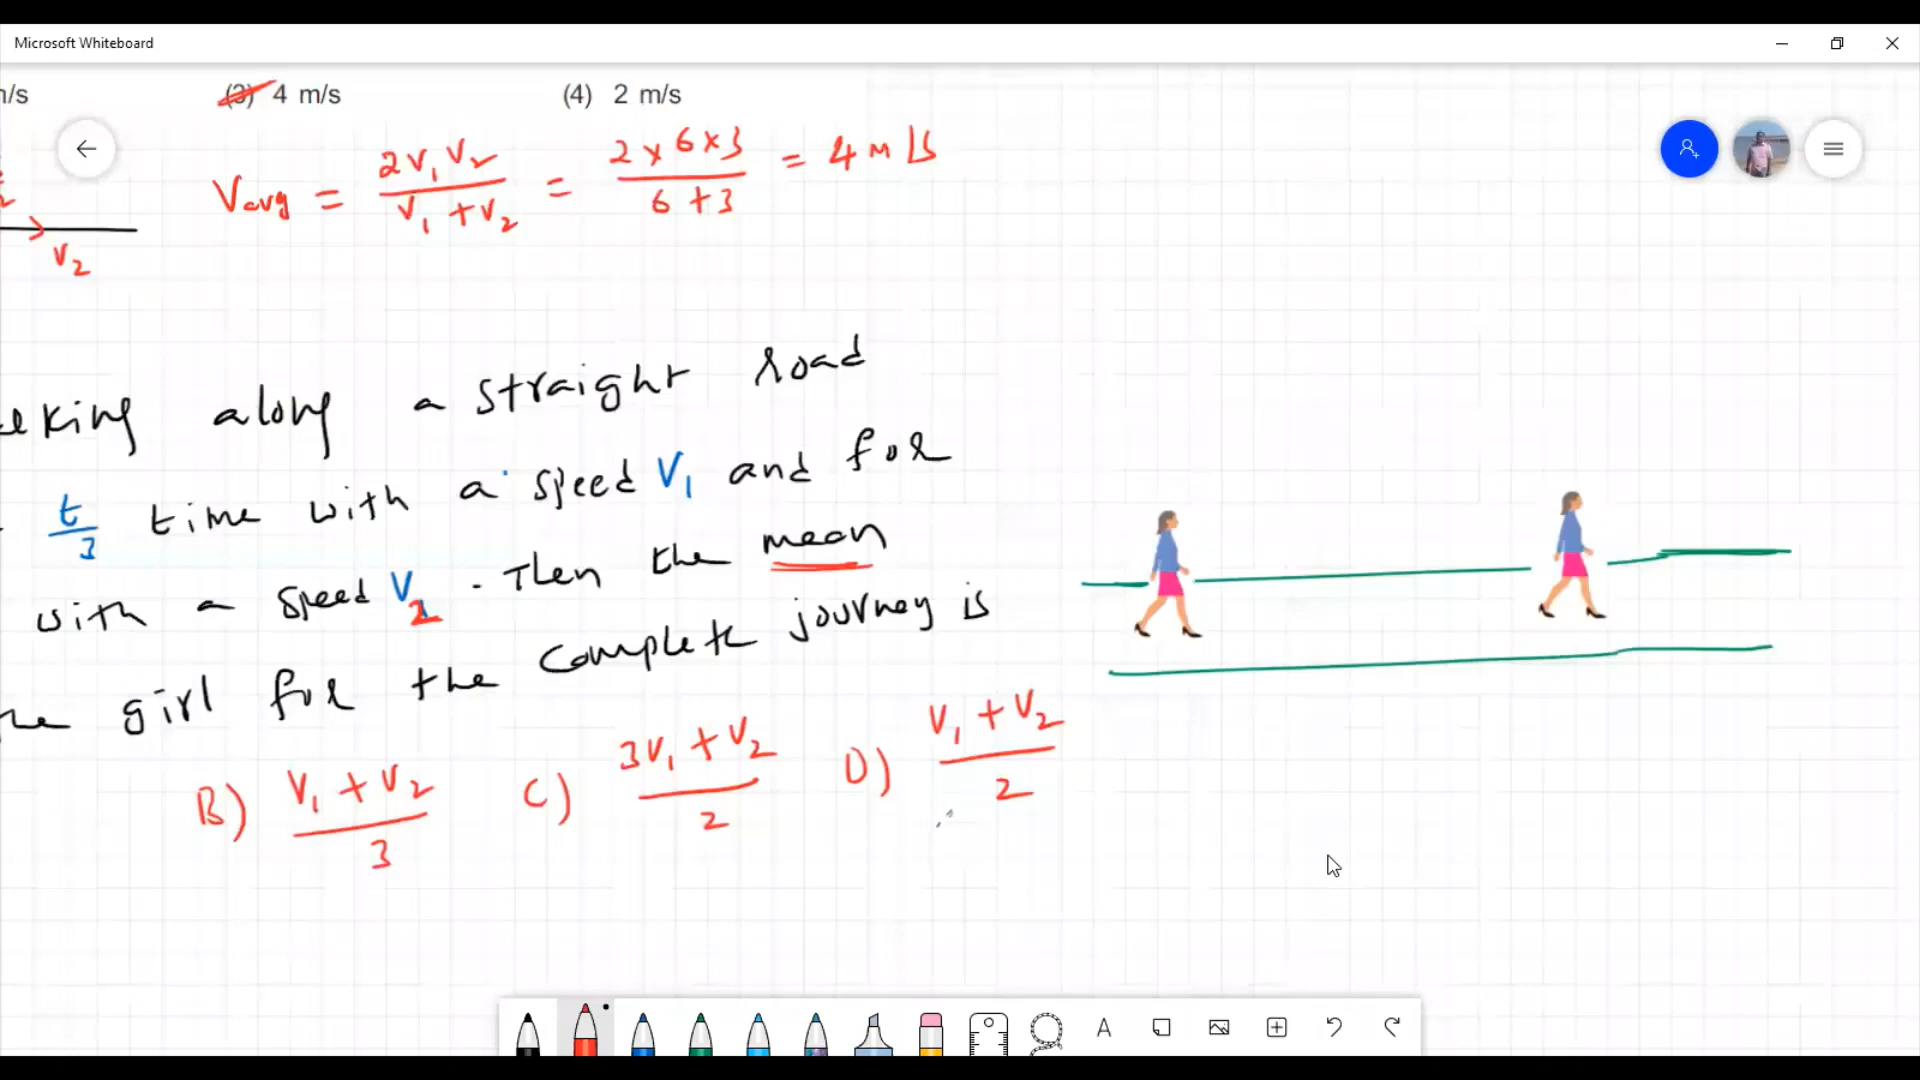 Microsoft Whiteboard
m/s (3) 4 m/s (4) 2 m/s
Vavg = 2V1V2 / V1+V2 = 2×6×3 / 6+3 = 4 m/s
V2
along a straight road
t/3 time with a speed V1 and for
with a speed V2. Then the mean
girl for the complete journey is
B) V1+V2 / 3 C) 3V1+V2 / 2 D) V1+V2 / 2
A